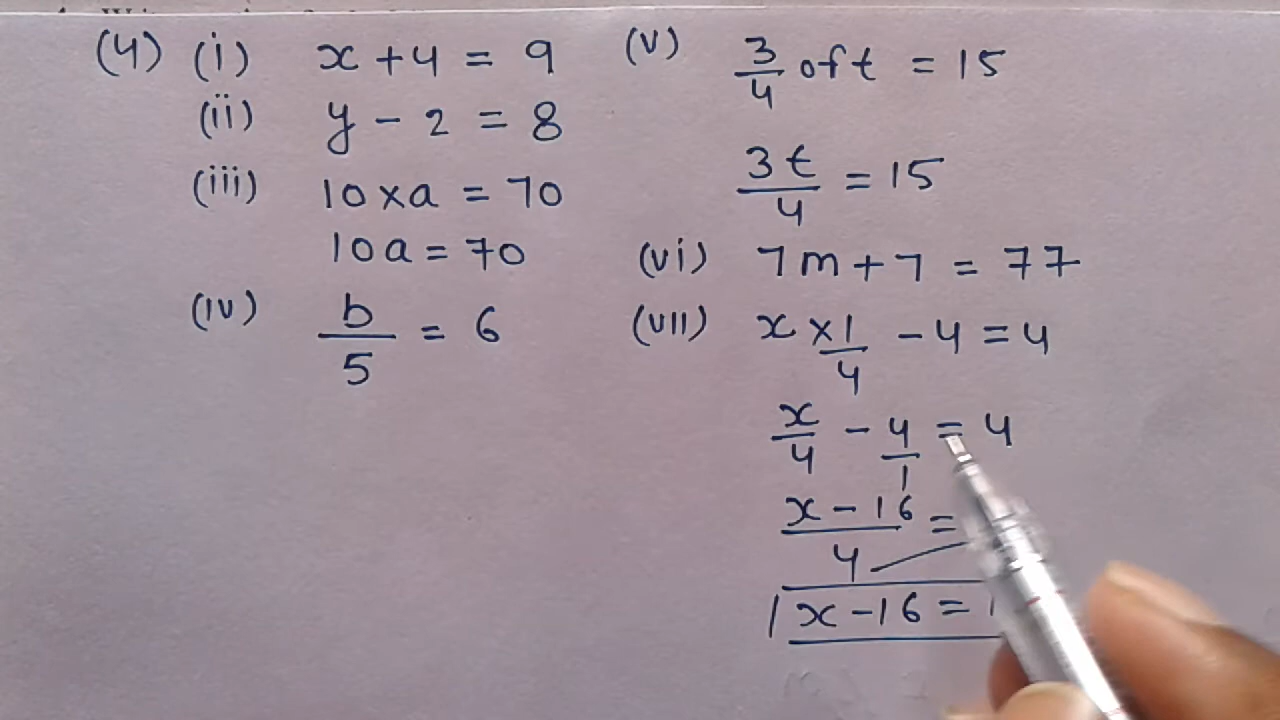 (4) (i) x + 4 = 9
(ii) y - 2 = 8
(iii) 10 x a = 70
10a = 70
(iv) b/5 = 6
(v) 3/4 of t = 15
3t/4 = 15
(vi) 7m + 7 = 77
(vii) x × 1/4 - 4 = 4
x/4 - 4/1 = 4
x - 16/4 =
x - 16 = 1